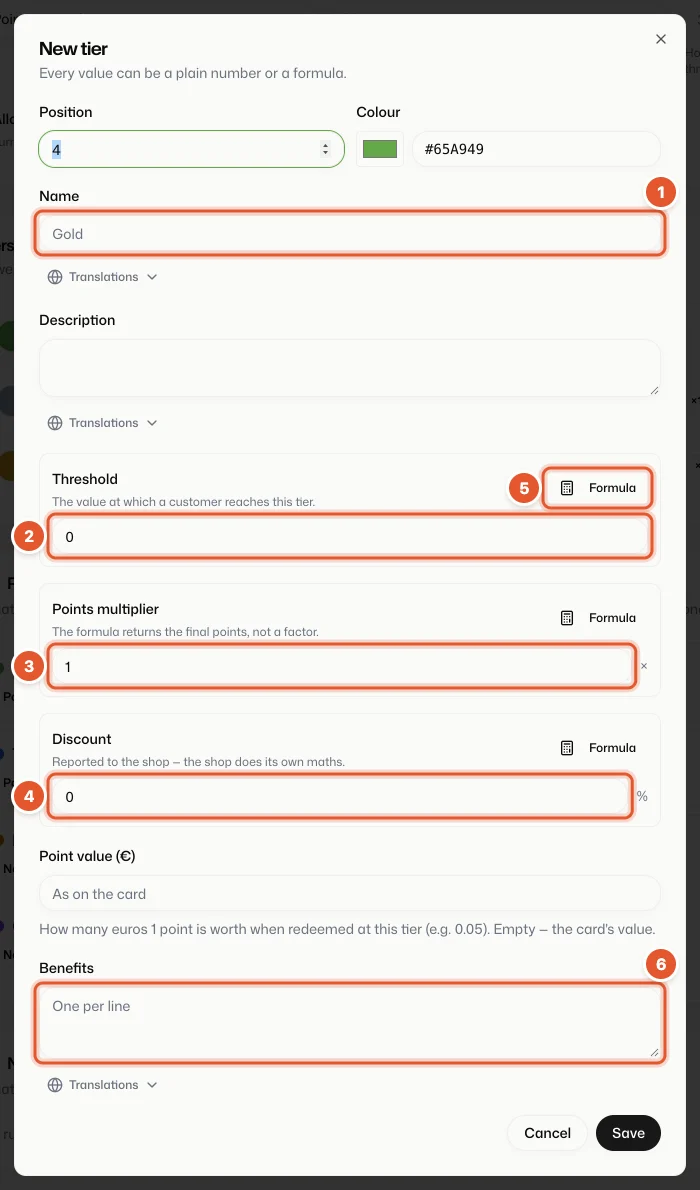 New tier
Every value can be a plain number or a formula.
Position
Colour
4
#65A949
Name
1
Gold
Translations
Description
Translations
Threshold
The value at which a customer reaches this tier.
5
Formula
2
0
Points multiplier
The formula returns the final points, not a factor.
Formula
3
1
×
Discount
Reported to the shop — the shop does its own maths.
Formula
4
0
%
Point value (€)
As on the card
How many euros 1 point is worth when redeemed at this tier (e.g. 0.05). Empty — the card's value.
Benefits
6
One per line
Translations
Cancel
Save